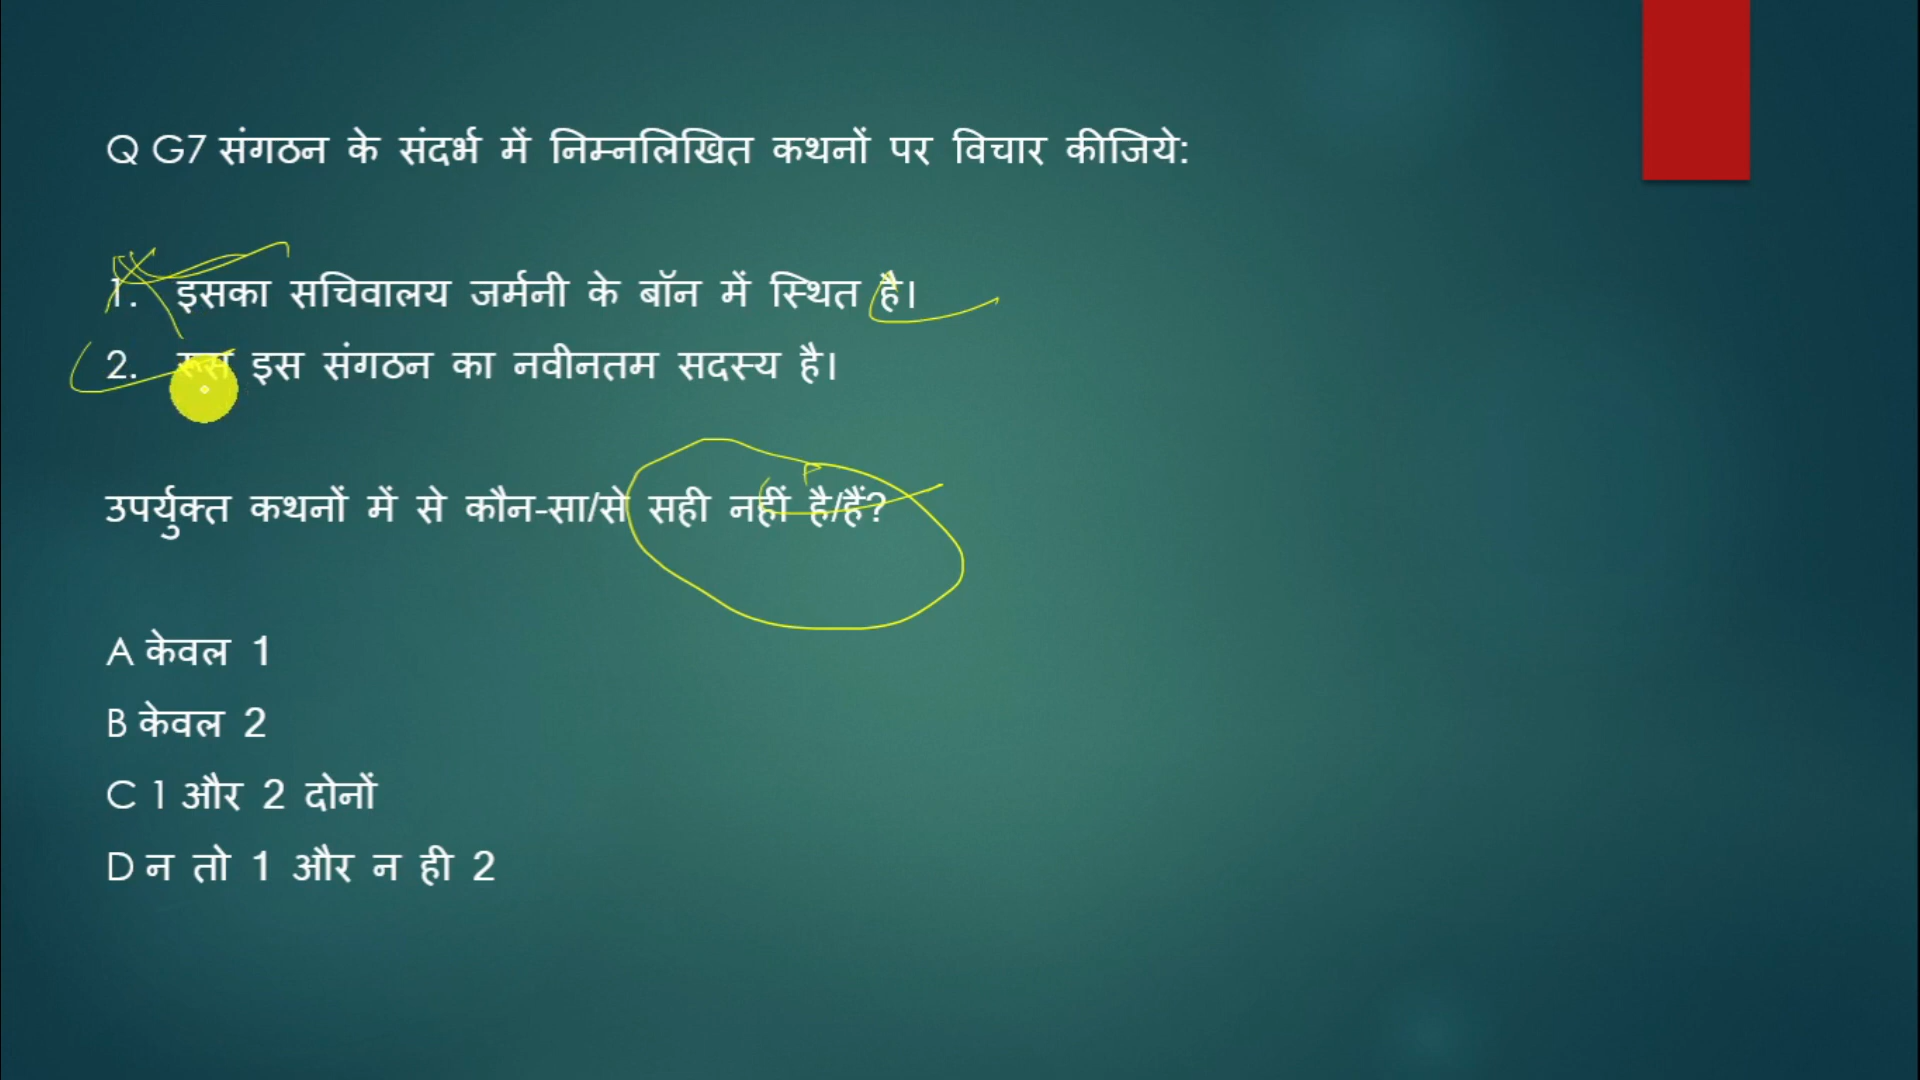 Q G7 संगठन के संदर्भ में निम्नलिखित कथनों पर विचार कीजिये:
1. इसका सचिवालय जर्मनी के बॉन में स्थित है।
2. रूस इस संगठन का नवीनतम सदस्य है।
उपर्युक्त कथनों में से कौन-सा/से सही नहीं है/हैं?
A केवल 1
B केवल 2
C 1 और 2 दोनों
D न तो 1 और न ही 2